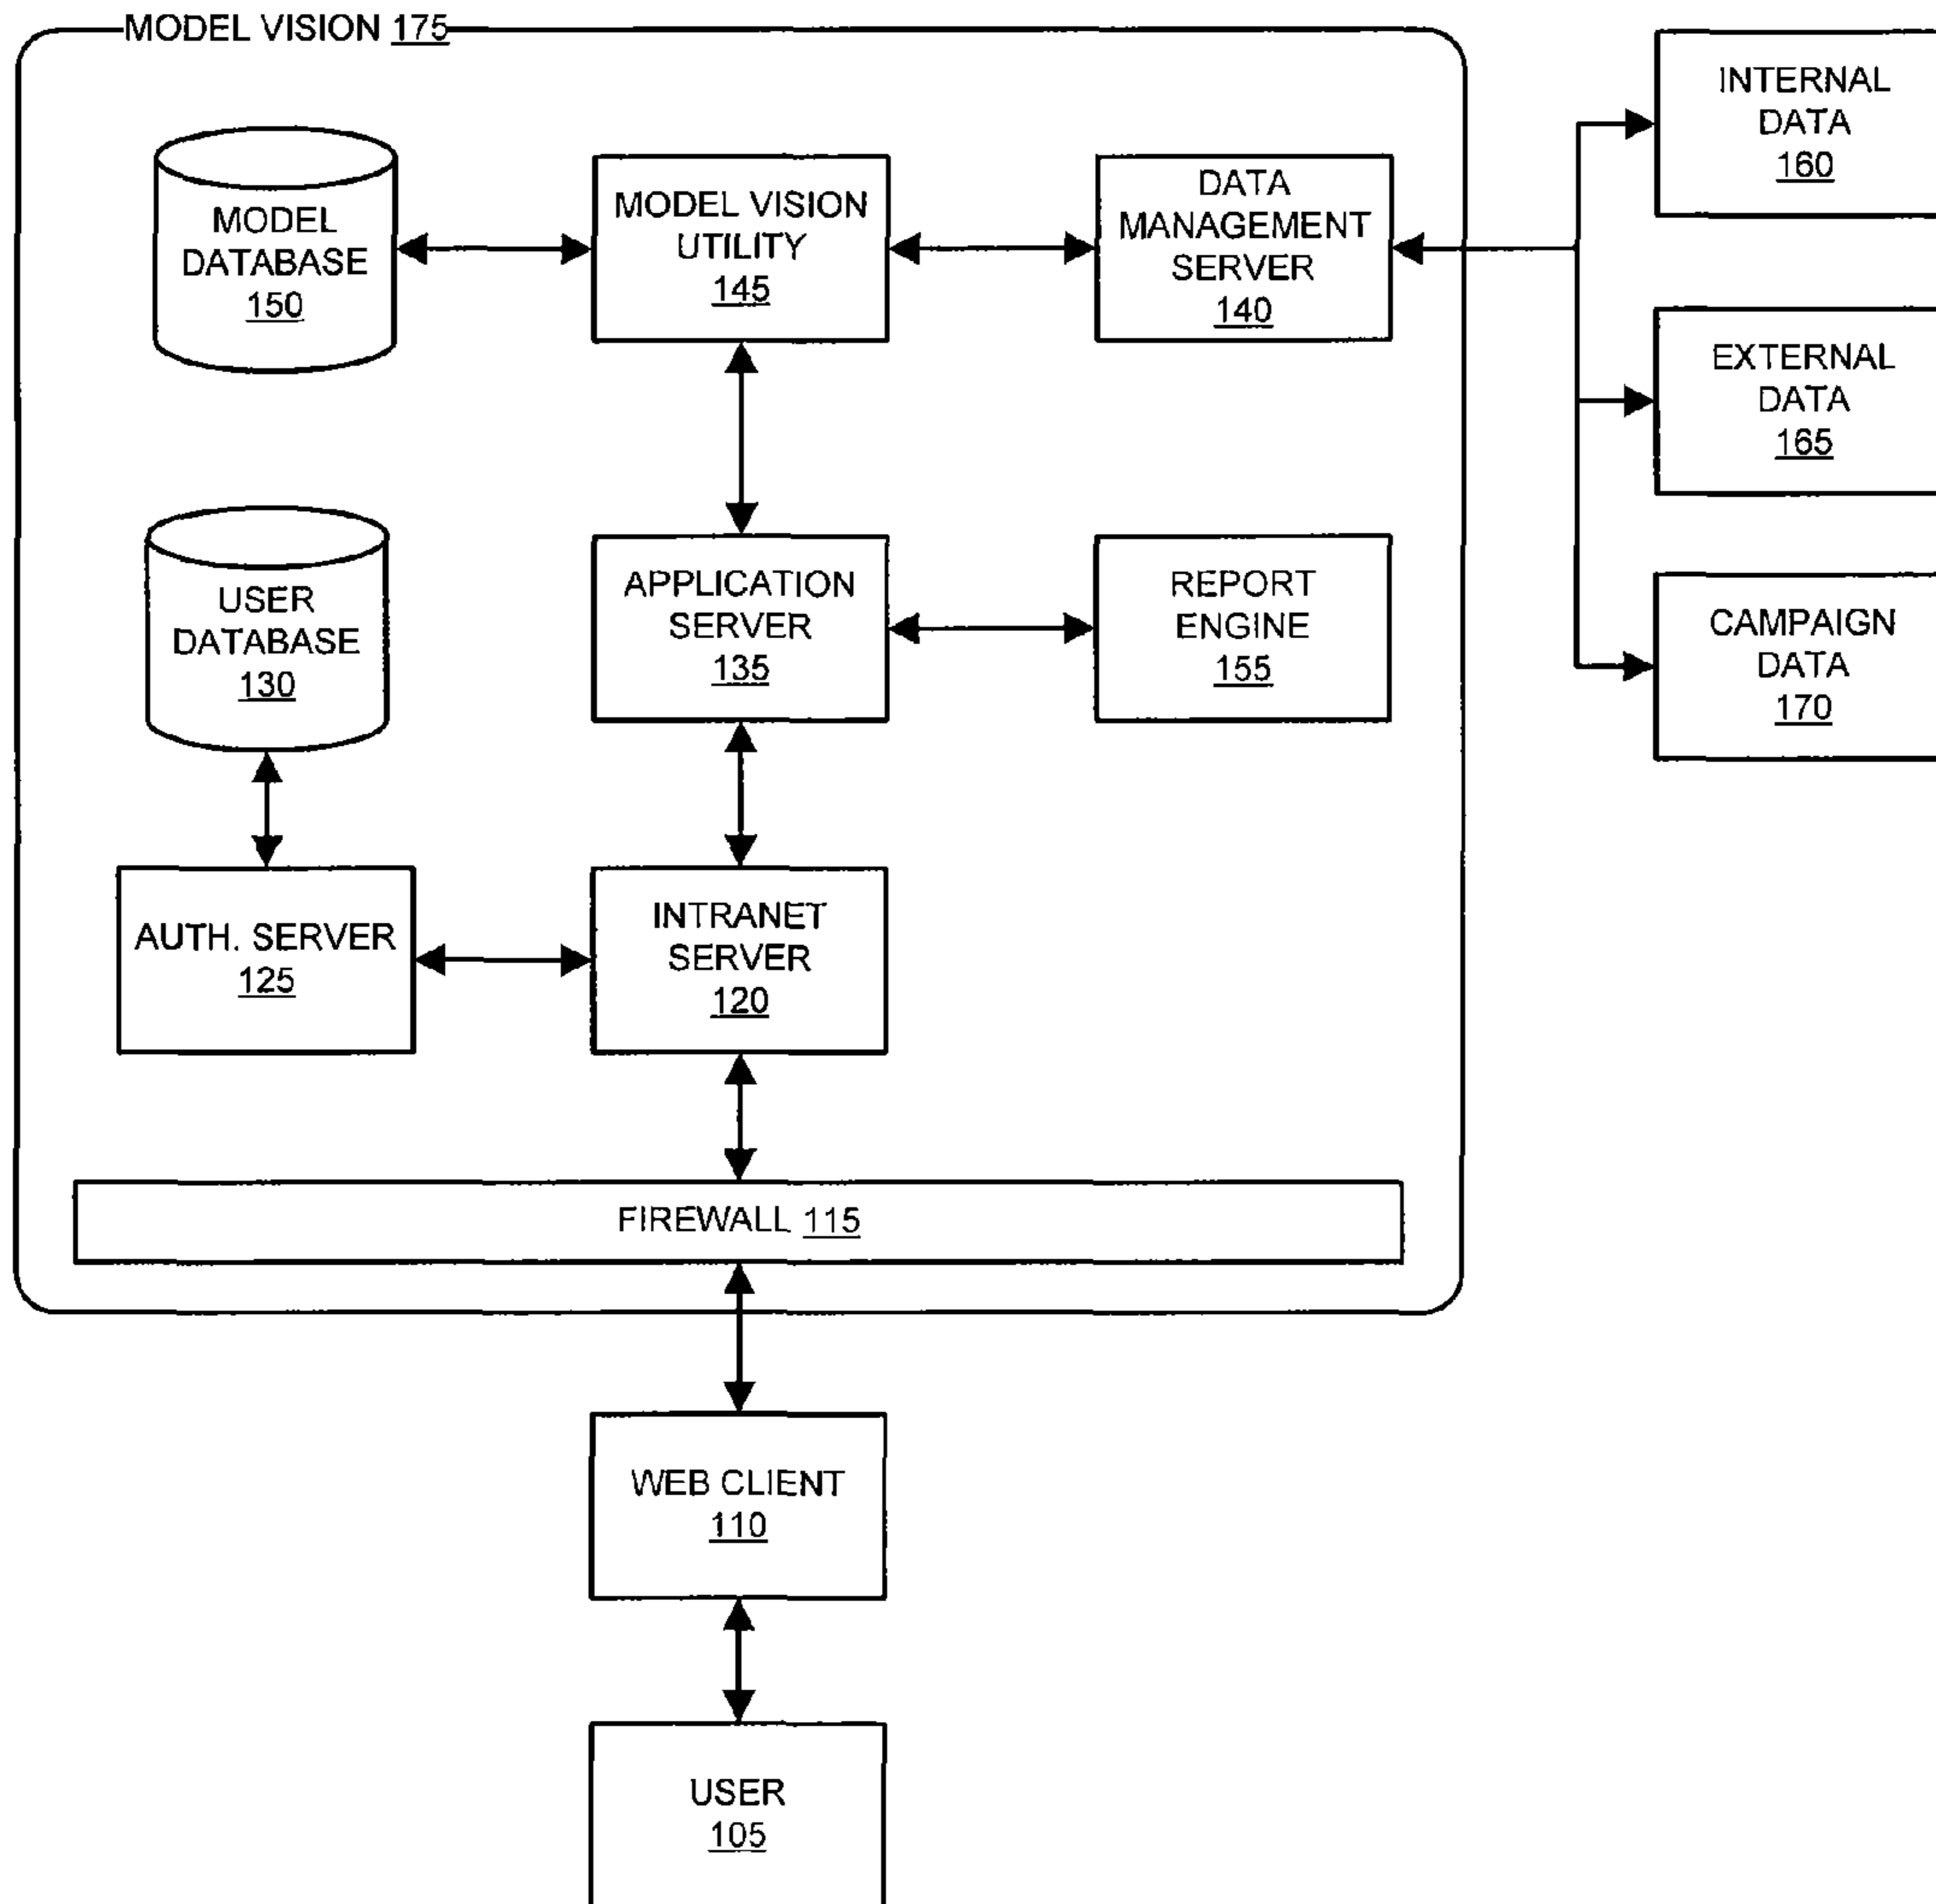 MODEL VISION 175
MODEL
DATABASE
150
MODEL VISION
UTILITY
145
DATA
MANAGEMENT
SERVER
140
INTERNAL
DATA
160
EXTERNAL
DATA
165
USER
DATABASE
130
APPLICATION
SERVER
135
REPORT
ENGINE
155
CAMPAIGN
DATA
170
AUTH. SERVER
125
INTRANET
SERVER
120
FIREWALL 115
WEB CLIENT
110
USER
105